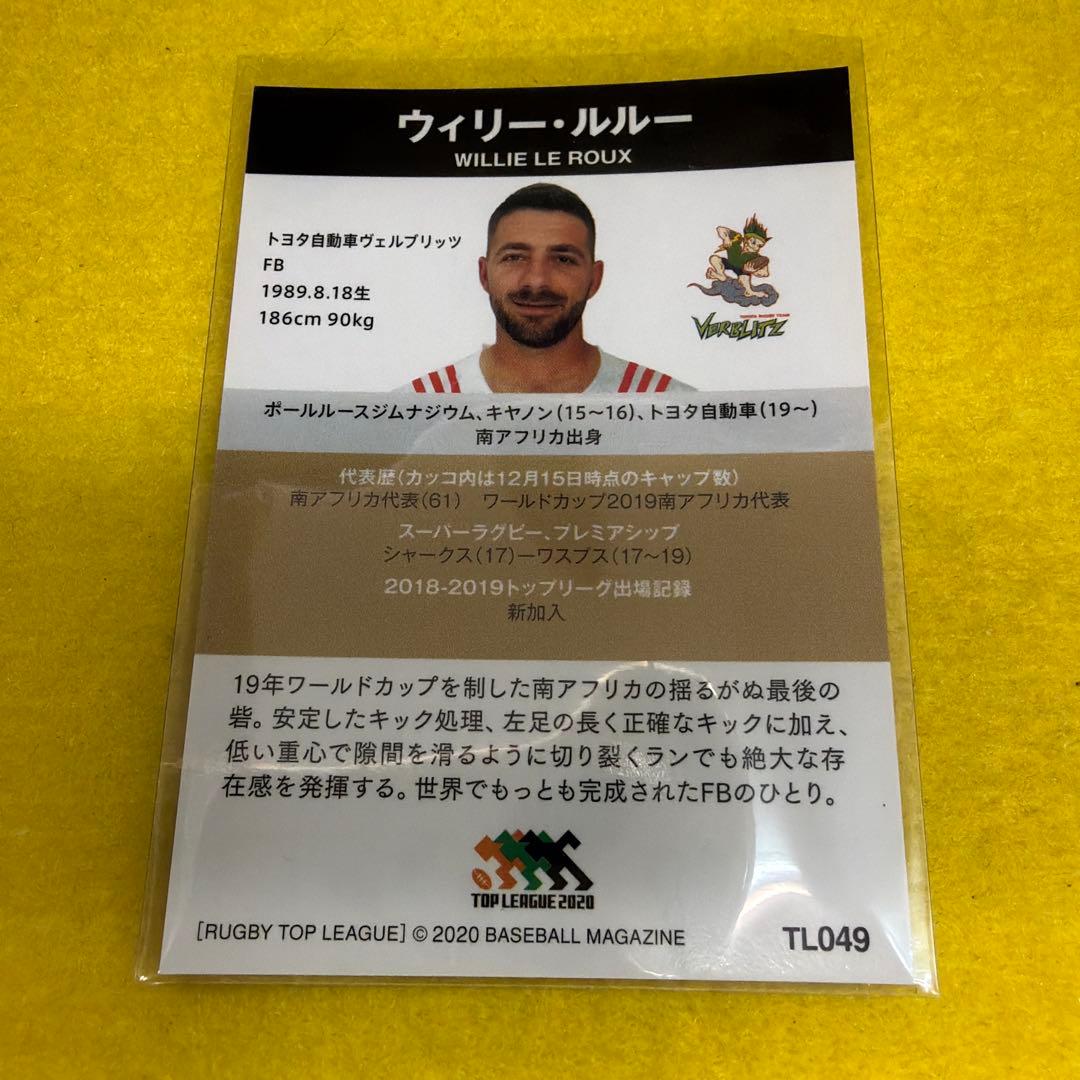 ウィリー・ルルー
WILLIE LE ROUX
トヨタ自動車ヴェルブリッツ
FB
1989.8.18生
186cm 90kg
TOYOTA RUGBY TEAM
VERBLITZ
ポールルースジムナジウム、キヤノン(15〜16)、トヨタ自動車(19〜)
南アフリカ出身
代表歴(カッコ内は12月15日時点のキャップ数)
南アフリカ代表(61) ワールドカップ2019南アフリカ代表
スーパーラグビー、プレミアシップ
シャークス(17)ーワスプス(17〜19)
2018-2019トップリーグ出場記録
新加入
19年ワールドカップを制した南アフリカの揺るがぬ最後の
砦。安定したキック処理、左足の長く正確なキックに加え、
低い重心で隙間を滑るように切り裂くランでも絶大な存
在感を発揮する。世界でもっとも完成されたFBのひとり。
TOP LEAGUE 2020
[RUGBY TOP LEAGUE] © 2020 BASEBALL MAGAZINE
TL049